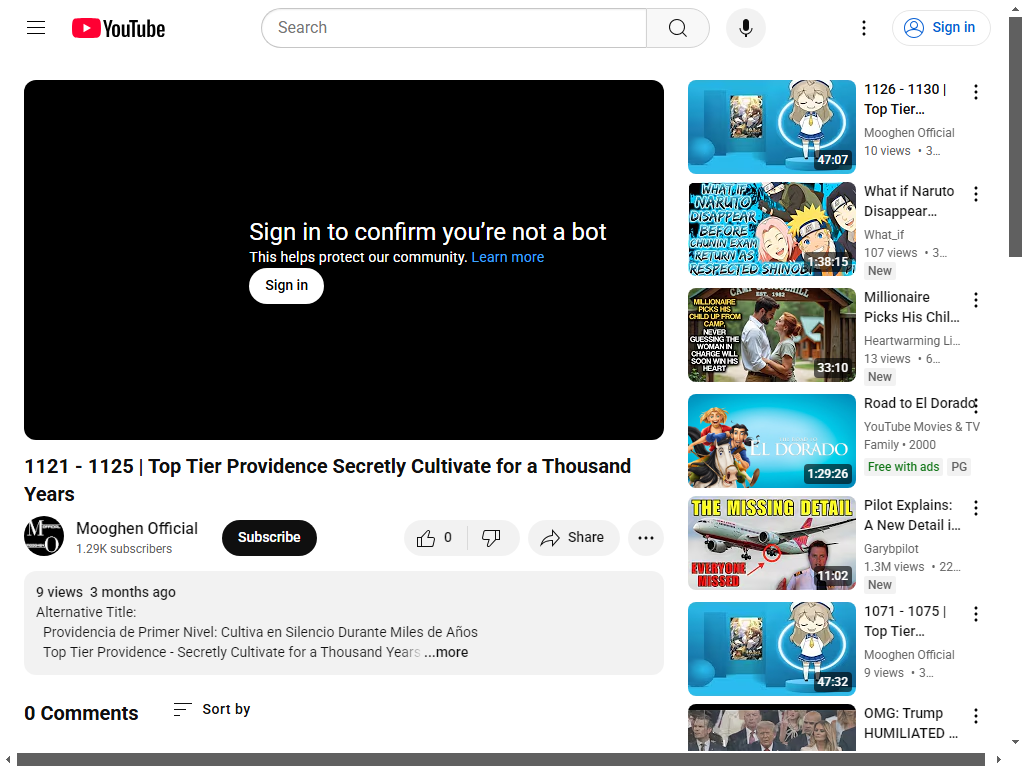 YouTube
Search
Sign in
Sign in to confirm you’re not a bot
This helps protect our community. Learn more
Sign in
1121 - 1125 | Top Tier Providence Secretly Cultivate for a Thousand
Years
Mooghen Official
1.29K subscribers
Subscribe
0
Share
9 views  3 months ago
Alternative Title:
Providencia de Primer Nivel: Cultiva en Silencio Durante Miles de Años
Top Tier Providence - Secretly Cultivate for a Thousand Years ...more
0 Comments
Sort by
47:07
1126 - 1130 |
Top Tier…
Mooghen Official
10 views • 3…
WHAT IF
NARUTO
DISAPPEAR
BEFORE
CHUNIN EXAM
RETURN AS
RESPECTED SHINOBI
1:38:15
What if Naruto
Disappear…
What_if
107 views • 3…
New
CAMP
EST. 1982
MILLIONAIRE
PICKS HIS
CHILD UP FROM
CAMP,
NEVER
GUESSING THE
WOMAN IN
CHARGE WILL
SOON WIN HIS
HEART
33:10
Millionaire
Picks His Chil…
Heartwarming Li…
13 views • 6…
New
EL DORADO
1:29:26
Road to El Dorado
YouTube Movies & TV
Family • 2000
Free with ads
PG
THE MISSING DETAIL
EVERYONE
MISSED
11:02
Pilot Explains:
A New Detail i…
Garybpilot
1.3M views • 22…
New
47:32
1071 - 1075 |
Top Tier…
Mooghen Official
9 views • 3…
OMG: Trump
HUMILIATED …